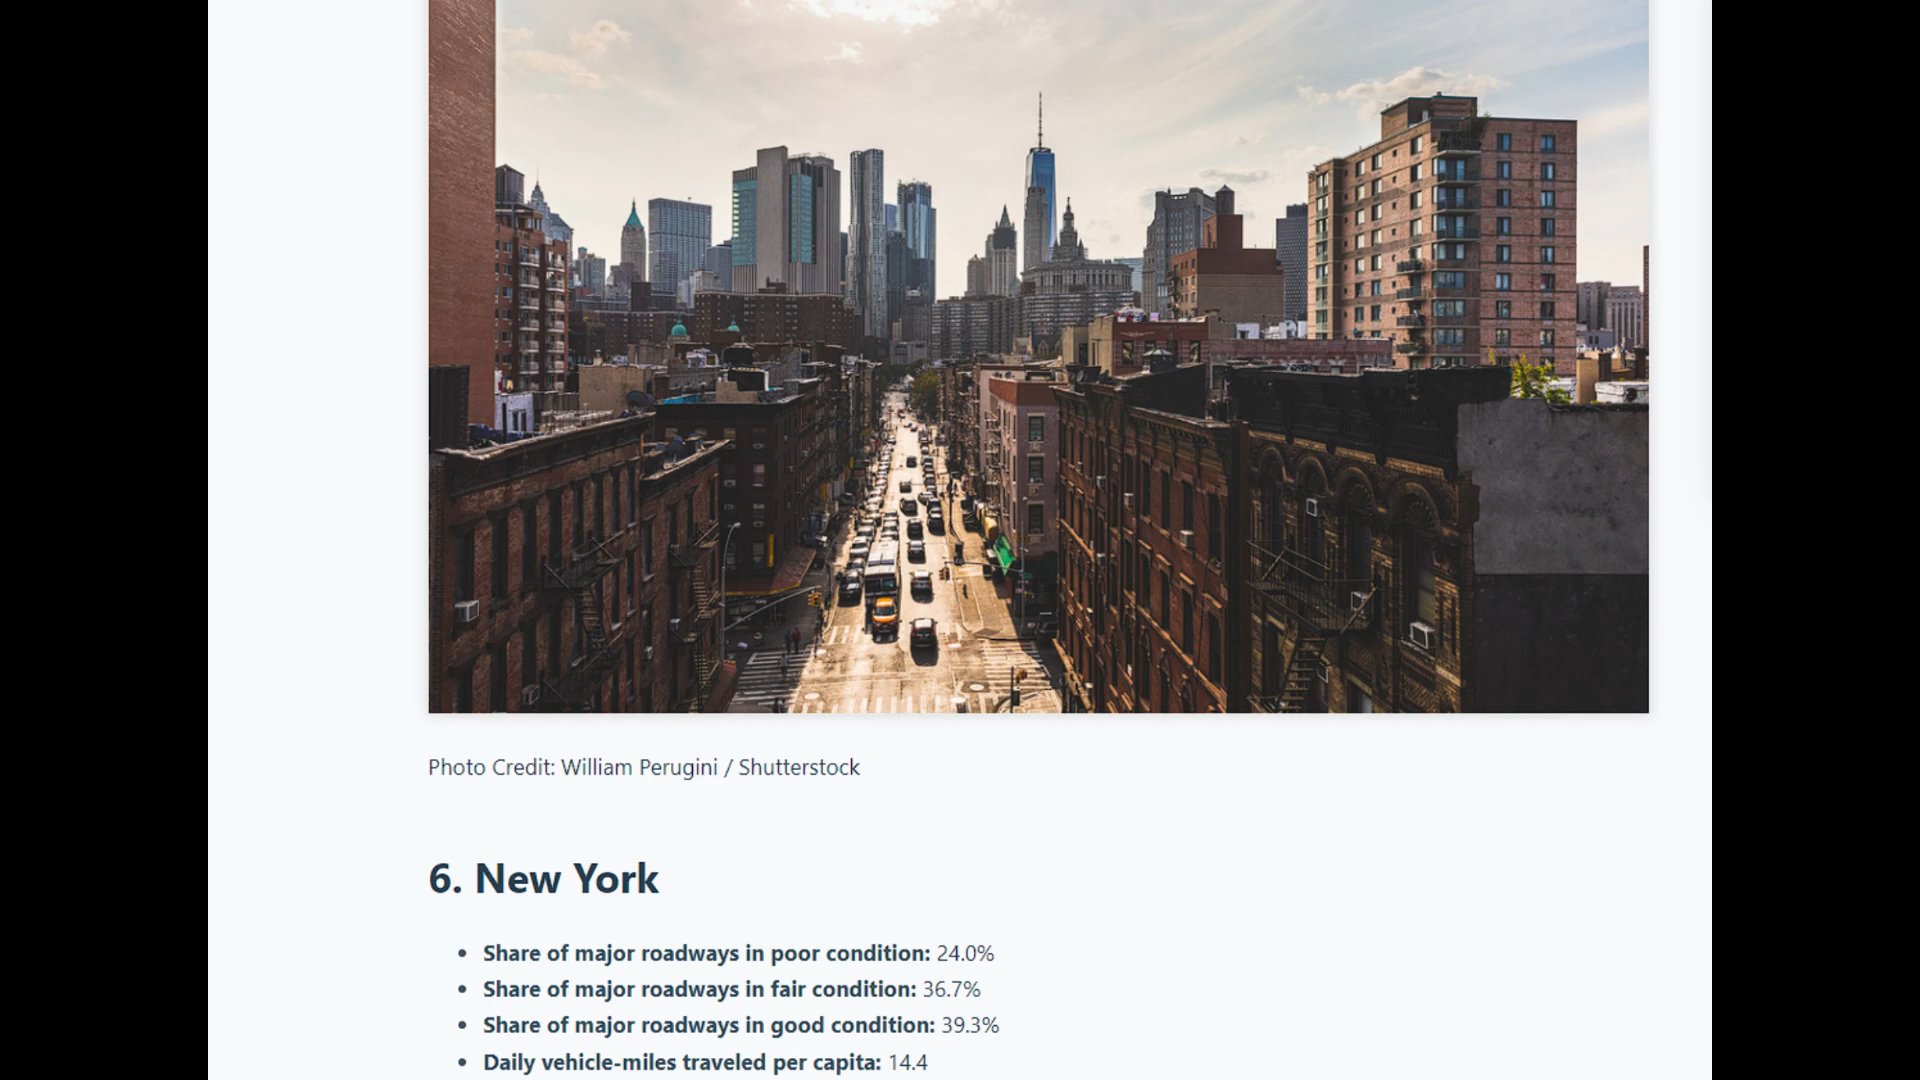 Photo Credit: William Perugini / Shutterstock
6. New York
• Share of major roadways in poor condition: 24.0%
• Share of major roadways in fair condition: 36.7%
• Share of major roadways in good condition: 39.3%
• Daily vehicle-miles traveled per capita: 14.4